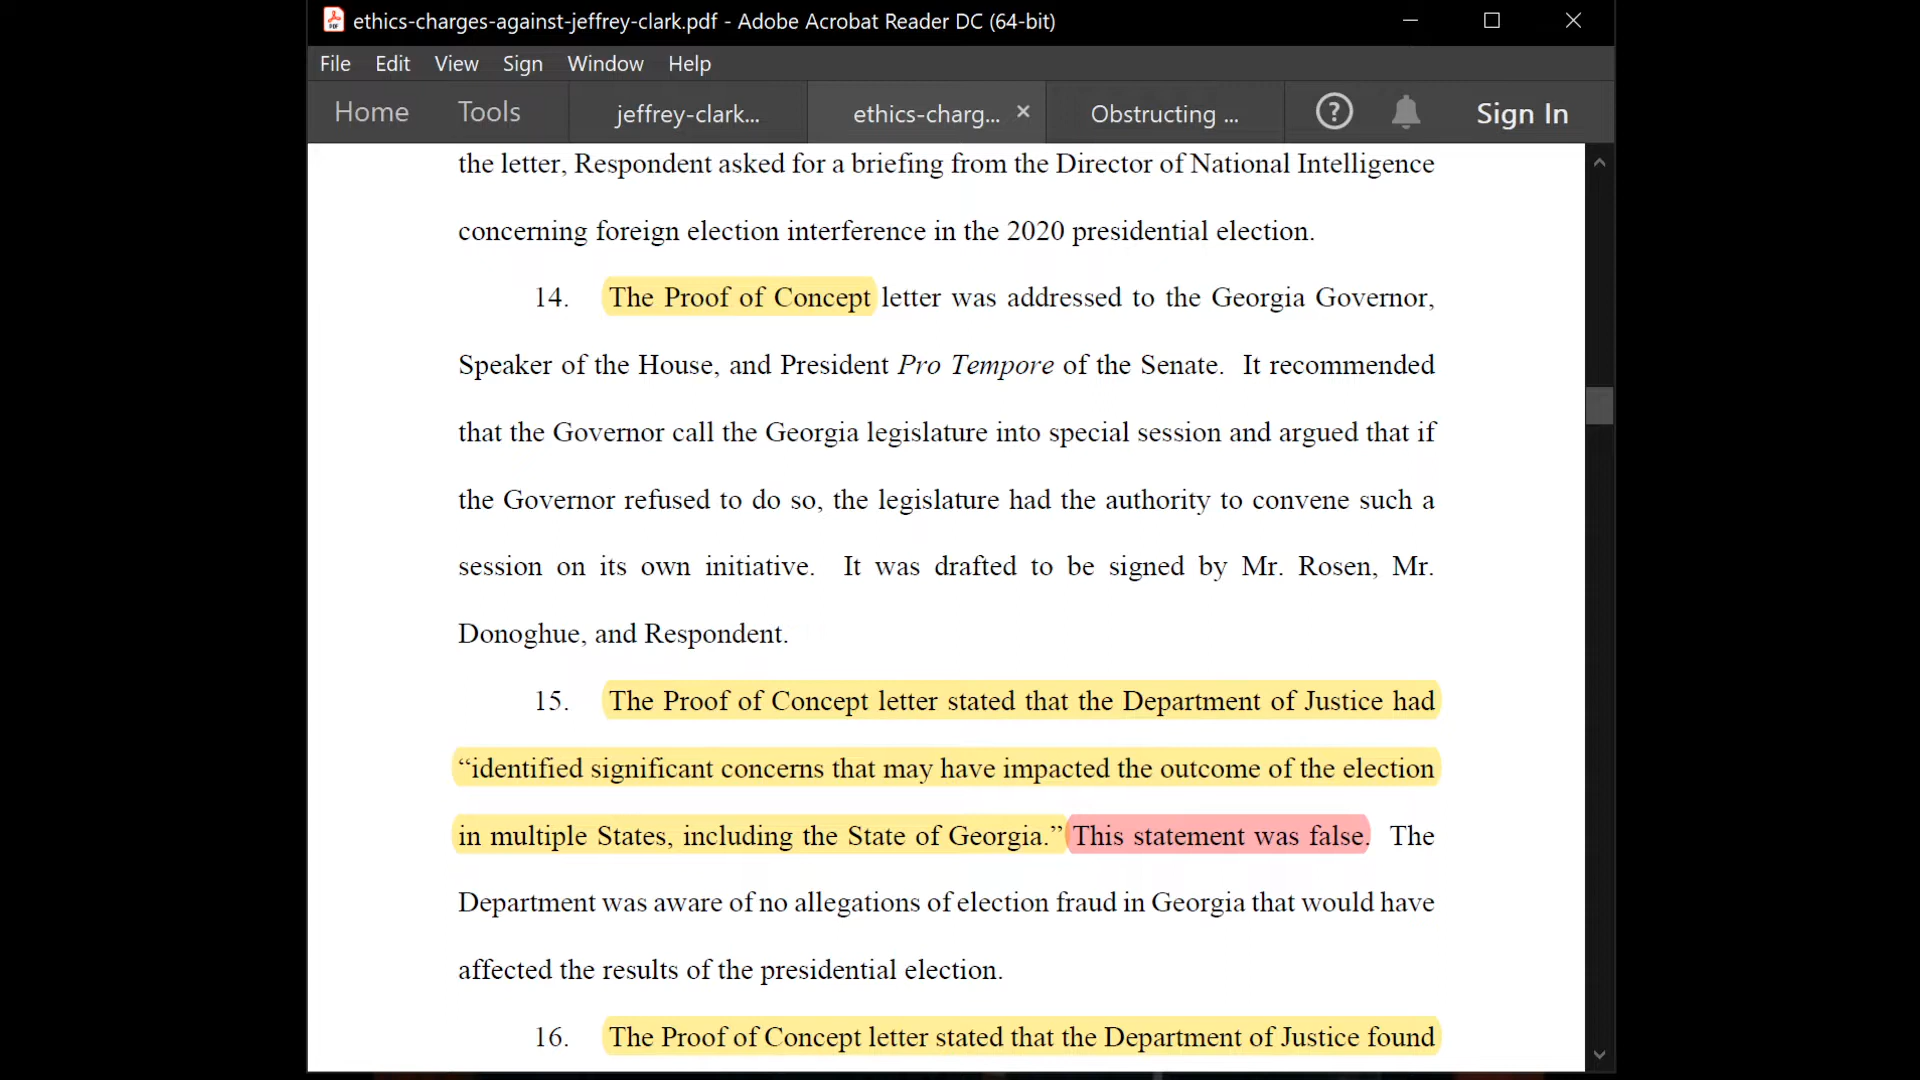 ethics-charges-against-jeffrey-clark.pdf - Adobe Acrobat Reader DC (64-bit)
File Edit View Sign Window Help
Home Tools jeffrey-clark... ethics-charg... Obstructing ... Sign In
the letter, Respondent asked for a briefing from the Director of National Intelligence
concerning foreign election interference in the 2020 presidential election.
14. The Proof of Concept letter was addressed to the Georgia Governor,
Speaker of the House, and President Pro Tempore of the Senate. It recommended
that the Governor call the Georgia legislature into special session and argued that if
the Governor refused to do so, the legislature had the authority to convene such a
session on its own initiative. It was drafted to be signed by Mr. Rosen, Mr.
Donoghue, and Respondent.
15. The Proof of Concept letter stated that the Department of Justice had
“identified significant concerns that may have impacted the outcome of the election
in multiple States, including the State of Georgia.” This statement was false. The
Department was aware of no allegations of election fraud in Georgia that would have
affected the results of the presidential election.
16. The Proof of Concept letter stated that the Department of Justice found